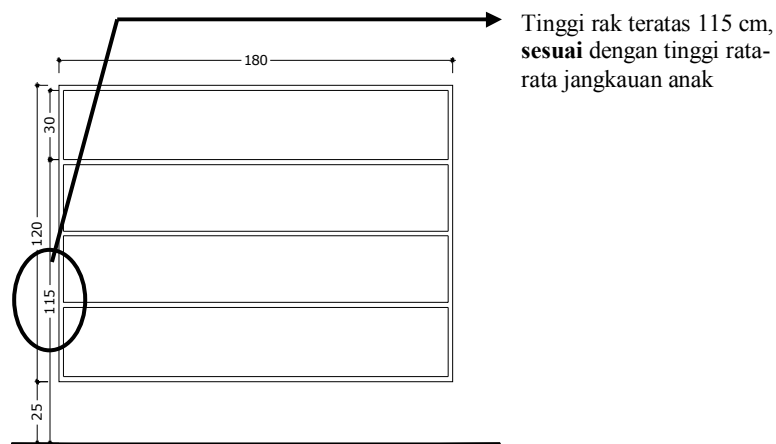 Tinggi rak teratas 115 cm,
sesuai dengan tinggi rata-
rata jangkauan anak
180
30
120
115
25